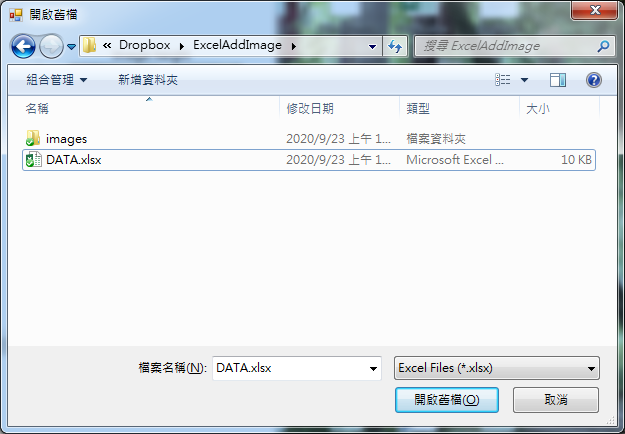 開啟舊檔
« Dropbox ExcelAddImage
搜尋 ExcelAddImage
組合管理 新增資料夾
名稱 修改日期 類型 大小
images 2020/9/23 上午 1... 檔案資料夾
DATA.xlsx 2020/9/23 上午 1... Microsoft Excel ... 10 KB
檔案名稱(N): DATA.xlsx Excel Files (*.xlsx)
開啟舊檔(O) 取消